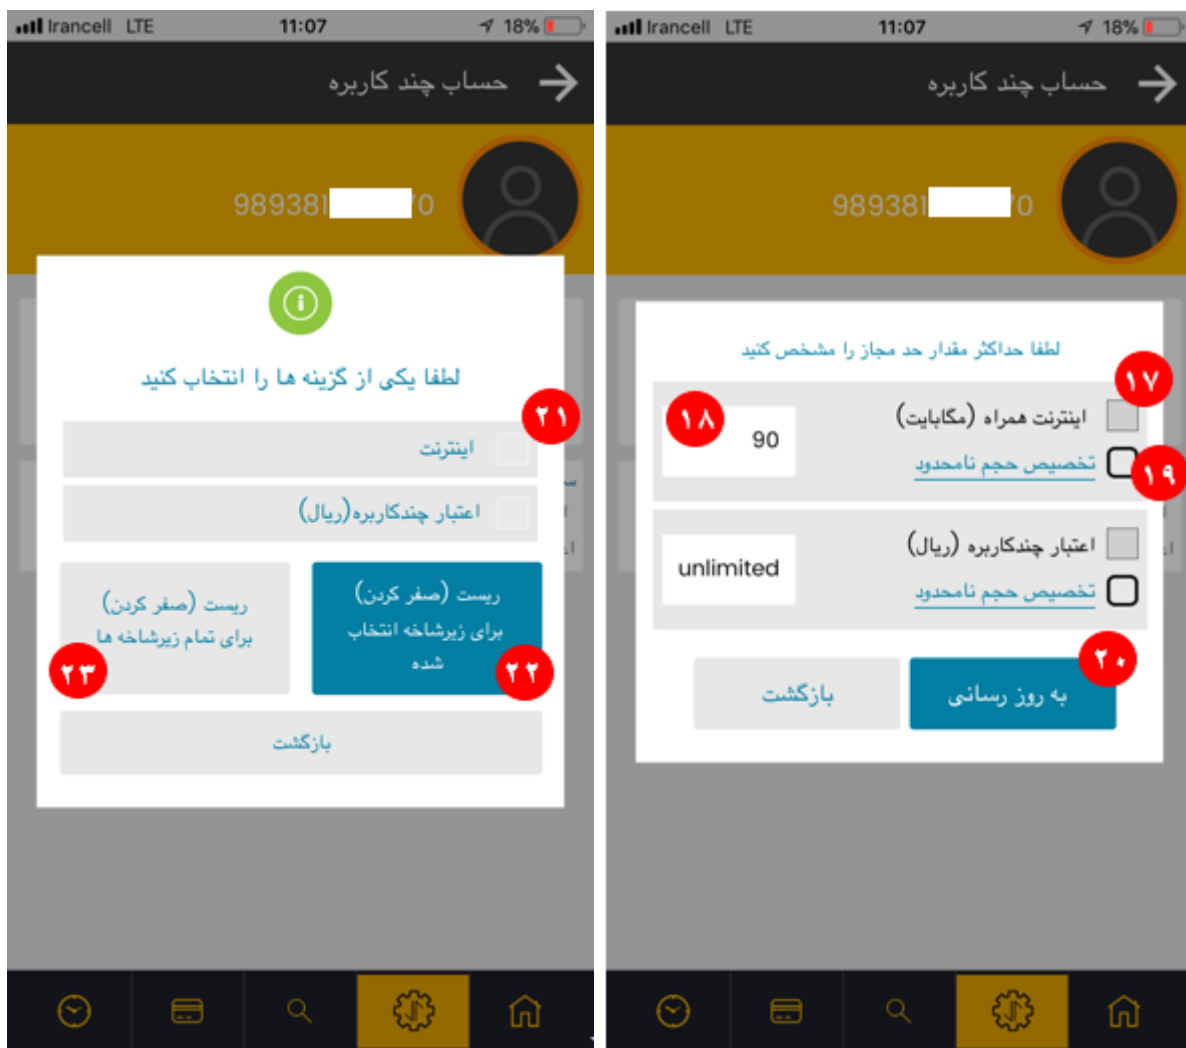 Irancell LTE 11:07 18%
حساب چند کاربره
989381 70
لطفا یکی از گزینه ها را انتخاب کنید
۲۱
اینترنت
اعتبار چندکاربره(ریال)
ریست (صفر کردن)
برای زیرشاخه انتخاب
شده
۲۲
ریست (صفر کردن)
برای تمام زیرشاخه ها
۲۳
بازگشت
Irancell LTE 11:07 18%
حساب چند کاربره
989381 0
لطفا حداکثر مقدار حد مجاز را مشخص کنید
۱۷
اینترنت همراه (مگابایت)
۱۸
90
تخصیص حجم نامحدود
۱۹
اعتبار چندکاربره (ریال)
unlimited
تخصیص حجم نامحدود
۲۰
به روز رسانی
بازگشت